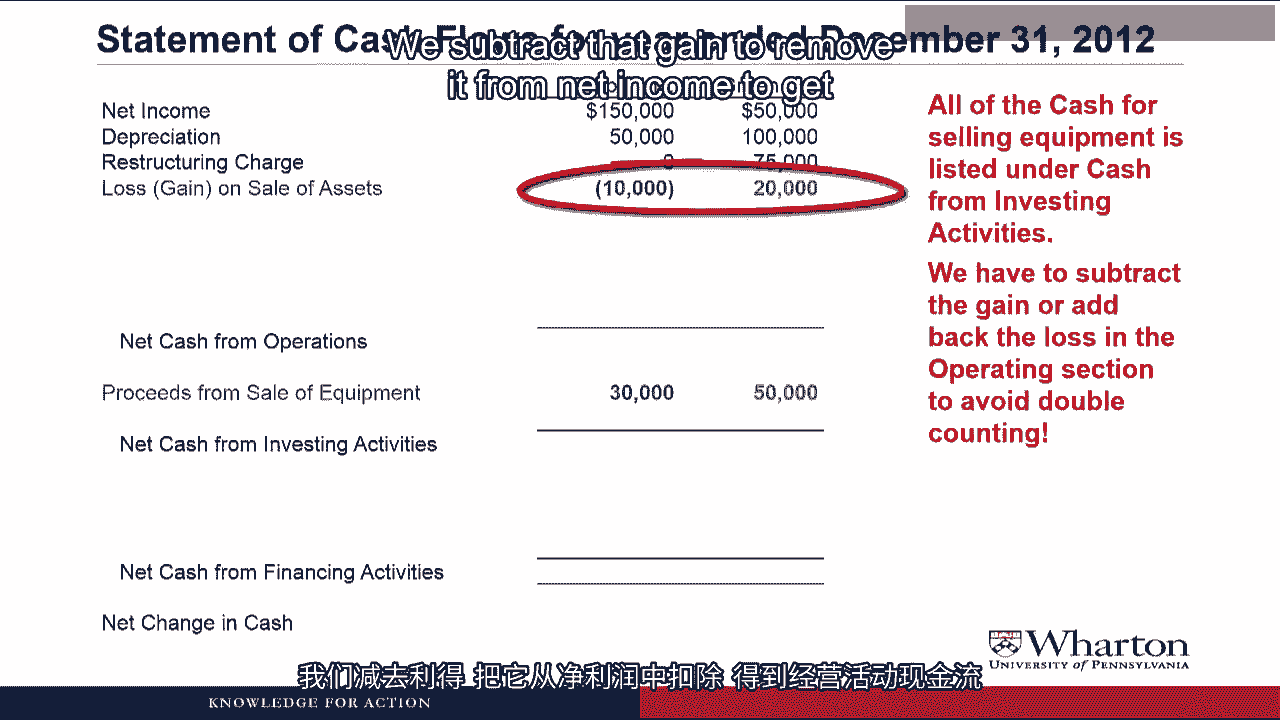 Statement of Cash Flows for year ended December 31, 2012
We subtract that gain to remove
it from net income to get
Net Income $150,000 $50,000
Depreciation 50,000 100,000
Restructuring Charge 0 75,000
Loss (Gain) on Sale of Assets (10,000) 20,000
Net Cash from Operations
Proceeds from Sale of Equipment 30,000 50,000
Net Cash from Investing Activities
Net Cash from Financing Activities
Net Change in Cash
All of the Cash for
selling equipment is
listed under Cash
from Investing
Activities.
We have to subtract
the gain or add
back the loss in the
Operating section
to avoid double
counting!
Wharton
UNIVERSITY of PENNSYLVANIA
我们减去利得 把它从净利润中扣除 得到经营活动现金流
KNOWLEDGE FOR ACTION